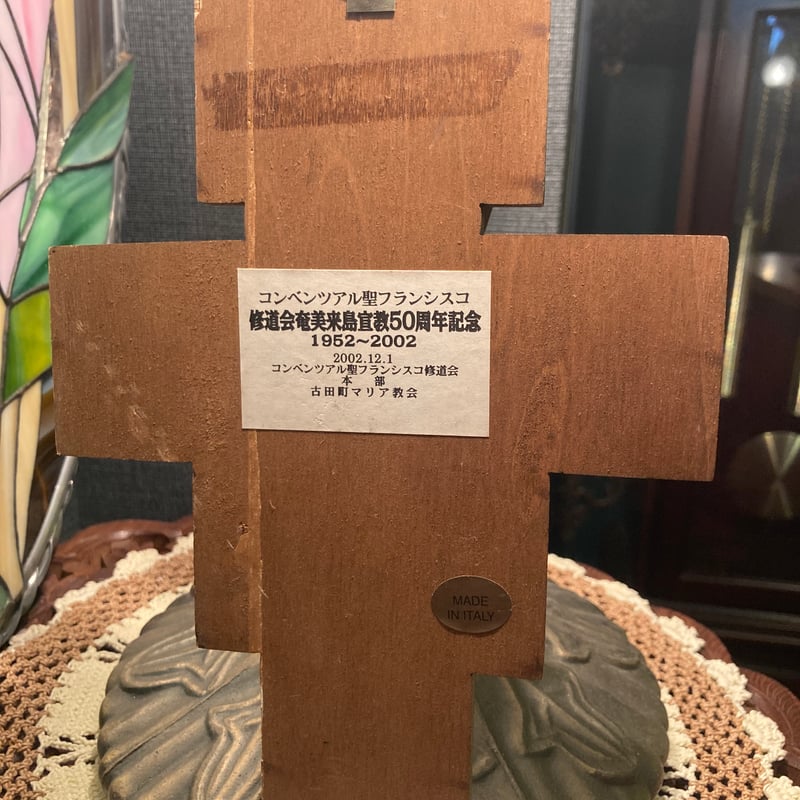 コンベンツアル聖フランシスコ
修道会奄美来島宣教50周年記念
1952~2002
2002.12.1
コンベンツアル聖フランシスコ修道会
本 部
古田町マリア教会
MADE
IN ITALY